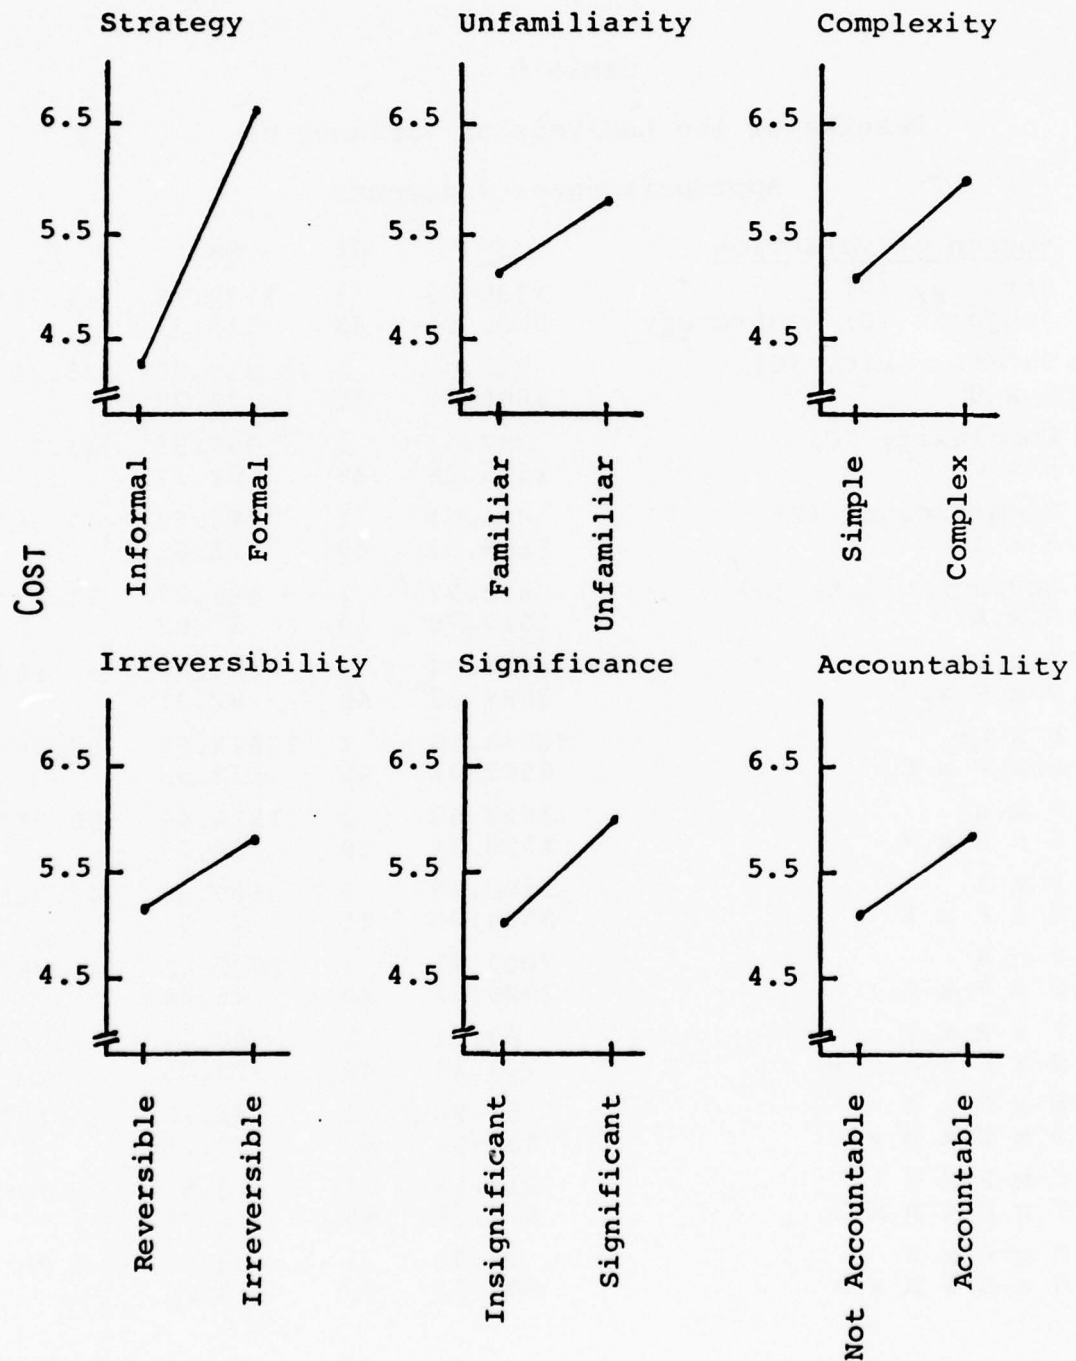 Strategy
Unfamiliarity
Complexity
6.5
5.5
4.5
6.5
5.5
4.5
6.5
5.5
4.5
Informal
Formal
Familiar
Unfamiliar
Simple
Complex
COST
Irreversibility
Significance
Accountability
6.5
5.5
4.5
6.5
5.5
4.5
6.5
5.5
4.5
Reversible
Irreversible
Insignificant
Significant
Not Accountable
Accountable